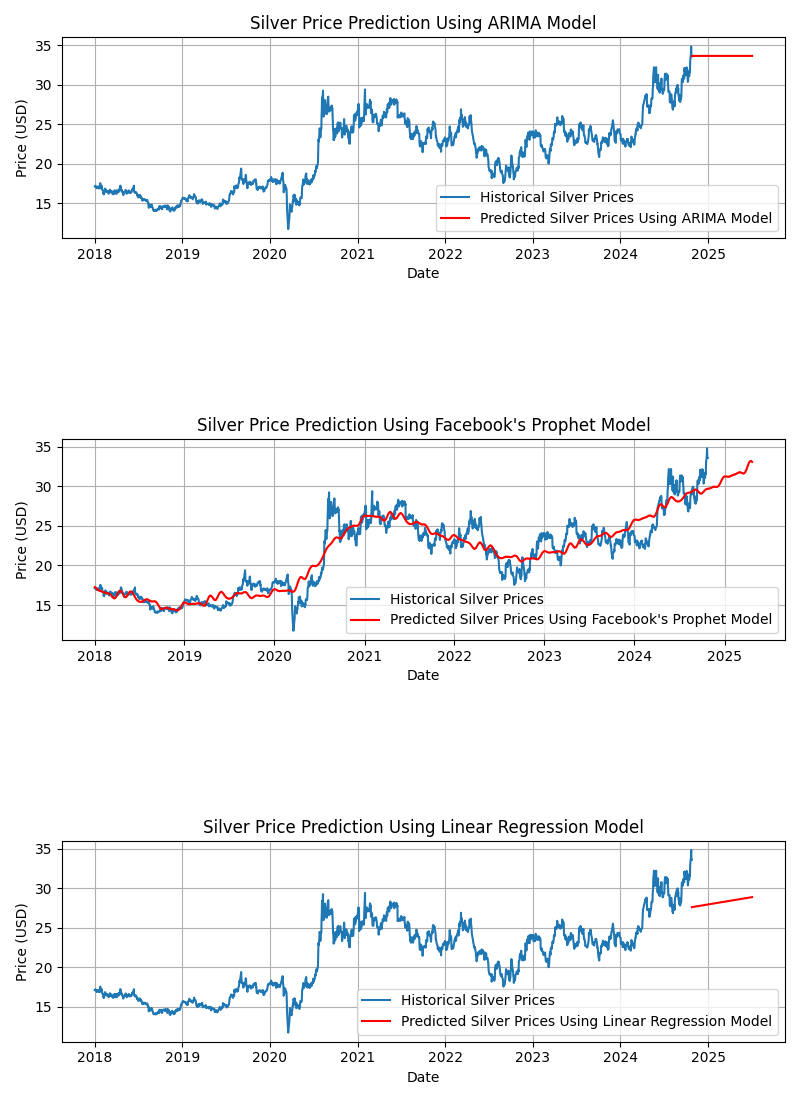 Silver Price Prediction Using ARIMA Model
35
30
25
20
15
Price (USD)
Historical Silver Prices
Predicted Silver Prices Using ARIMA Model
2018 2019 2020 2021 2022 2023 2024 2025
Date
Silver Price Prediction Using Facebook's Prophet Model
35
30
25
20
15
Price (USD)
Historical Silver Prices
Predicted Silver Prices Using Facebook's Prophet Model
2018 2019 2020 2021 2022 2023 2024 2025
Date
Silver Price Prediction Using Linear Regression Model
35
30
25
20
15
Price (USD)
Historical Silver Prices
Predicted Silver Prices Using Linear Regression Model
2018 2019 2020 2021 2022 2023 2024 2025
Date